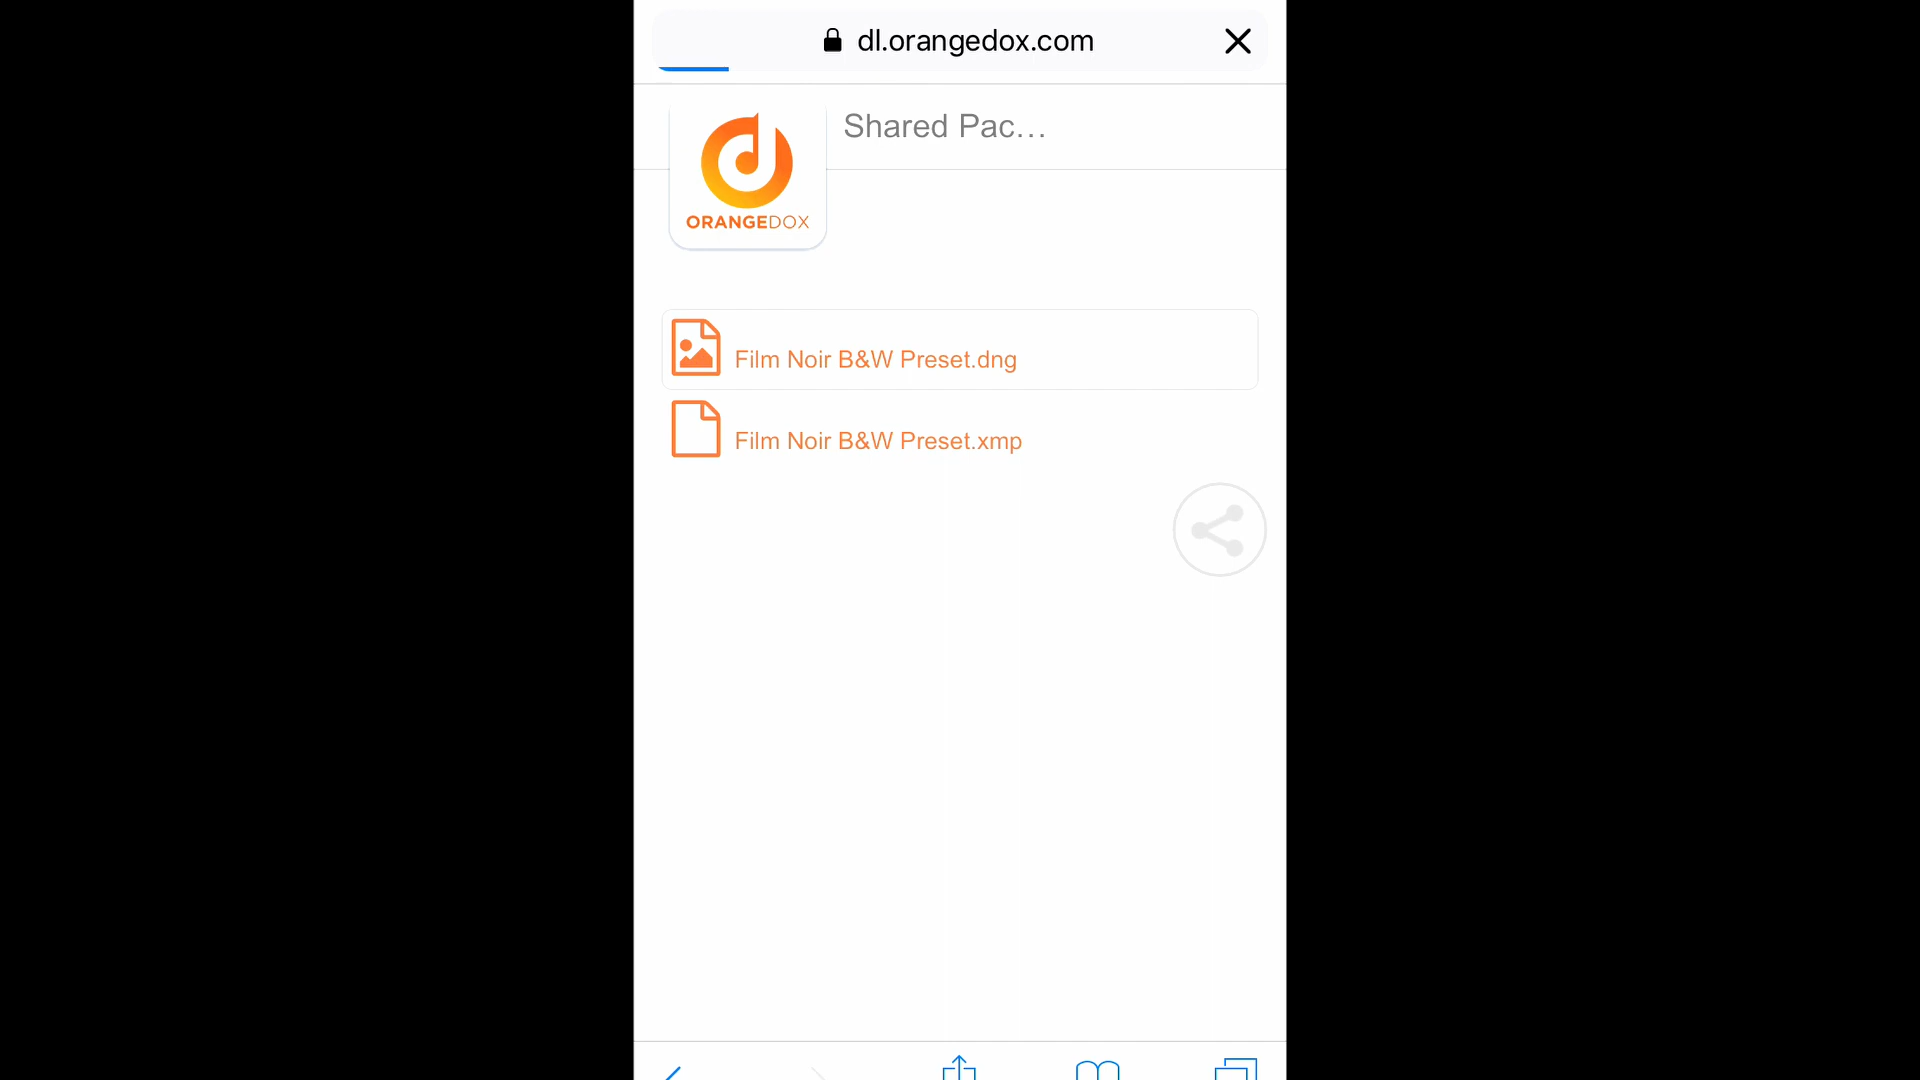 dl.orangedox.com
Shared Pac...
ORANGEDOX
Film Noir B&W Preset.dng
Film Noir B&W Preset.xmp